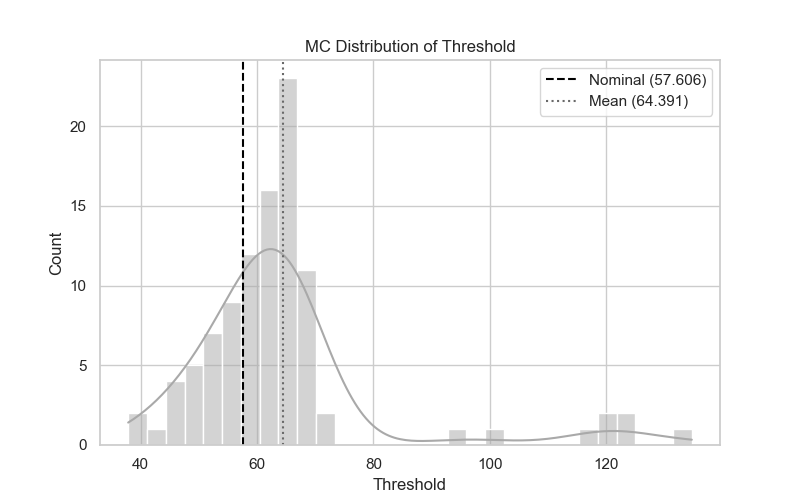 MC Distribution of Threshold
Nominal (57.606)
Mean (64.391)
Count
20
15
10
5
0
40
60
80
100
120
Threshold